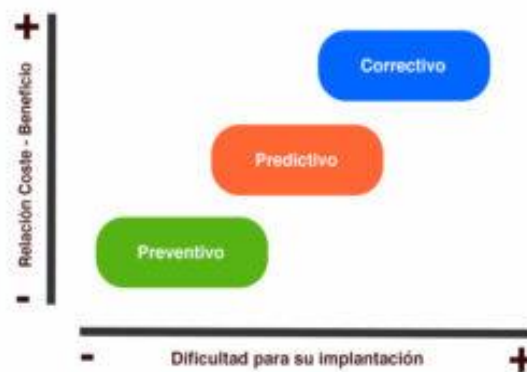 +
Correctivo
Relación Coste - Beneficio
Predictivo
Preventivo
-
- Dificultad para su implantación +